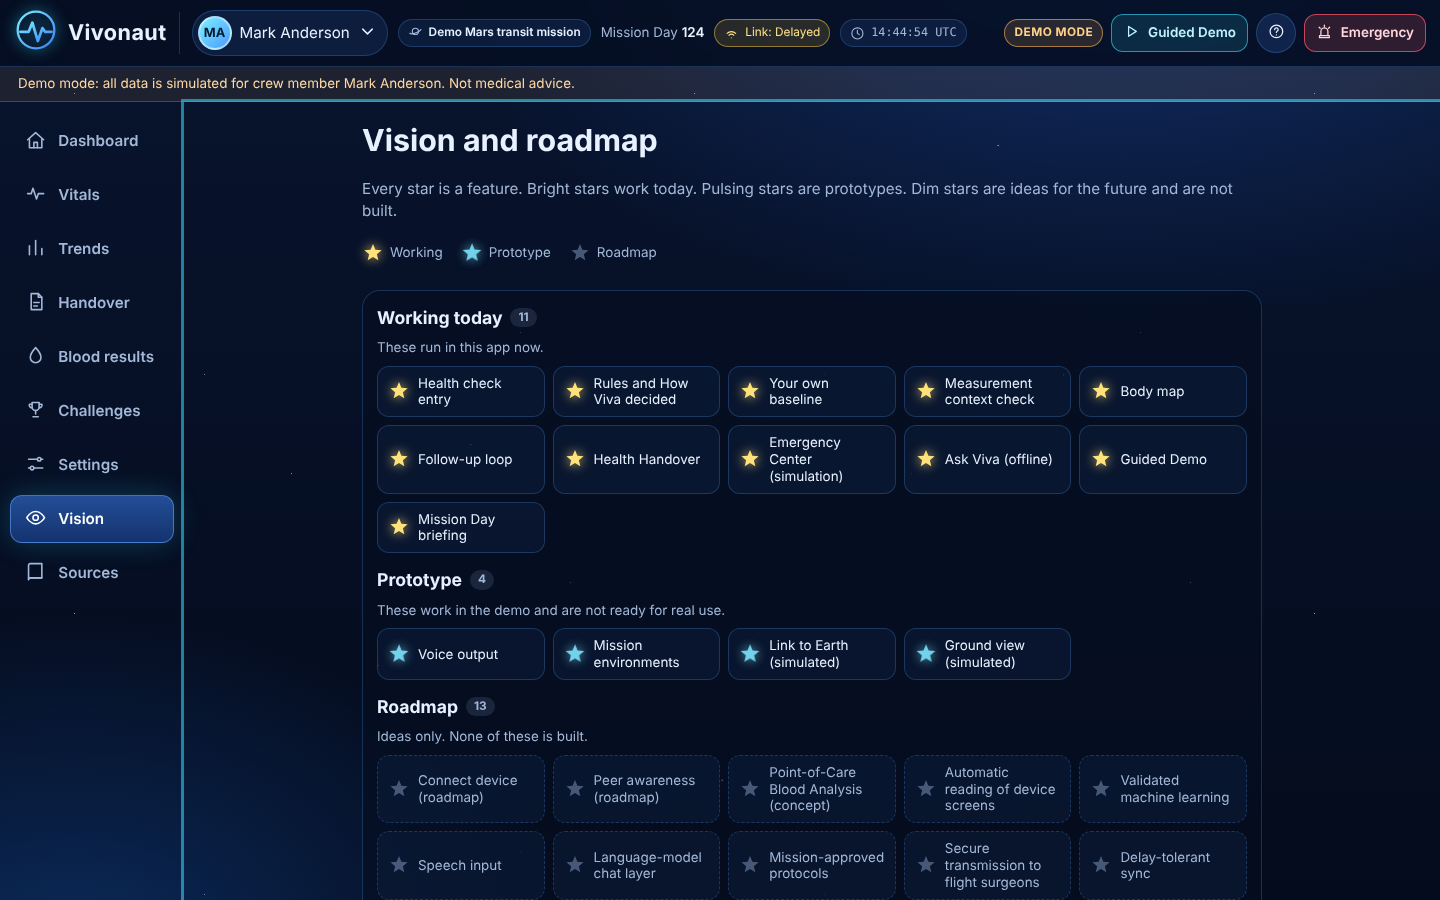 Vivonaut
MA
Mark Anderson
Demo Mars transit mission
Mission Day 124
Link: Delayed
14:44:54 UTC
DEMO MODE
Guided Demo
Emergency
Demo mode: all data is simulated for crew member Mark Anderson. Not medical advice.
Dashboard
Vitals
Trends
Handover
Blood results
Challenges
Settings
Vision
Sources
Vision and roadmap
Every star is a feature. Bright stars work today. Pulsing stars are prototypes. Dim stars are ideas for the future and are not
built.
Working
Prototype
Roadmap
Working today 11
These run in this app now.
Health check
entry
Rules and How
Viva decided
Your own
baseline
Measurement
context check
Body map
Follow-up loop
Health Handover
Emergency
Center
(simulation)
Ask Viva (offline)
Guided Demo
Mission Day
briefing
Prototype 4
These work in the demo and are not ready for real use.
Voice output
Mission
environments
Link to Earth
(simulated)
Ground view
(simulated)
Roadmap 13
Ideas only. None of these is built.
Connect device
(roadmap)
Peer awareness
(roadmap)
Point-of-Care
Blood Analysis
(concept)
Automatic
reading of device
screens
Validated
machine learning
Speech input
Language-model
chat layer
Mission-approved
protocols
Secure
transmission to
flight surgeons
Delay-tolerant
sync